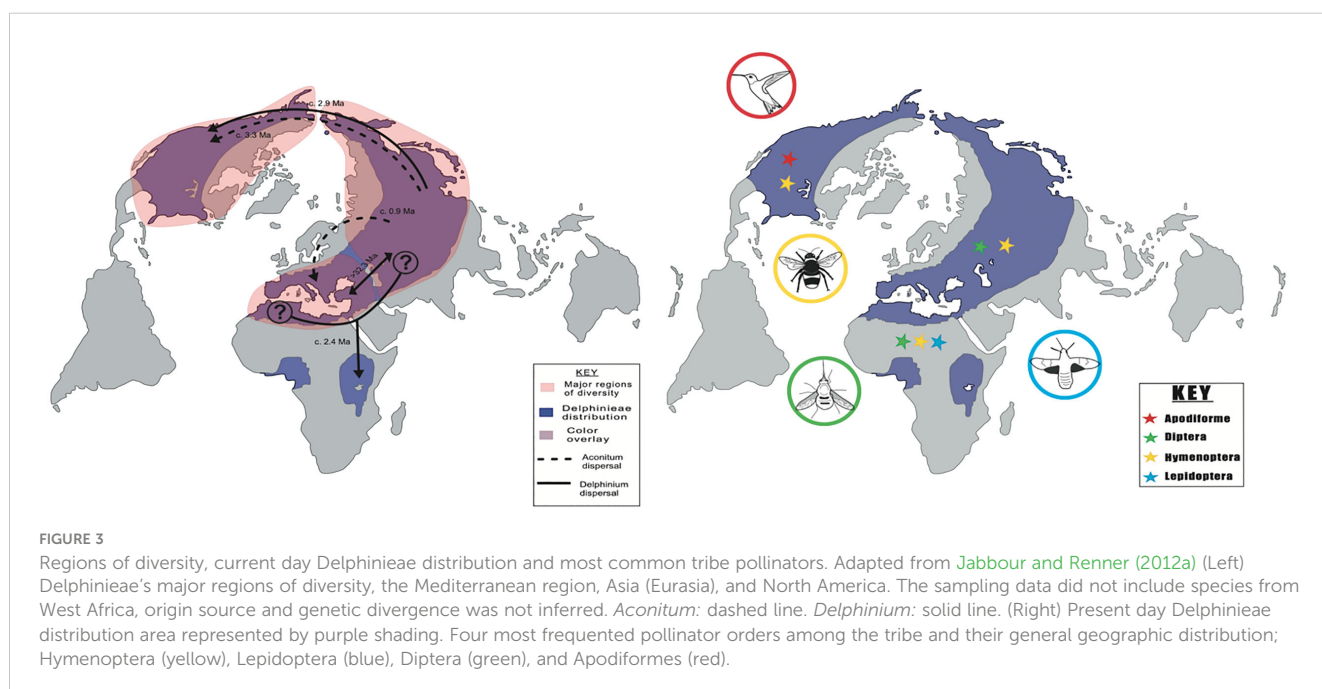 c. 2.9 Ma
c. 3.3 Ma
c. 0.9 Ma
?
?
c. 2.4 Ma
KEY
Major regions
of diversity
Delphinieae
distribution
Color
overlay
Aconitum
dispersal
Delphinium
dispersal
KEY
Apodiforme
Diptera
Hymenoptera
Lepidoptera
FIGURE 3
Regions of diversity, current day Delphinieae distribution and most common tribe pollinators. Adapted from Jabbour and Renner (2012a) (Left)
Delphinieae's major regions of diversity, the Mediterranean region, Asia (Eurasia), and North America. The sampling data did not include species from
West Africa, origin source and genetic divergence was not inferred. Aconitum: dashed line. Delphinium: solid line. (Right) Present day Delphinieae
distribution area represented by purple shading. Four most frequented pollinator orders among the tribe and their general geographic distribution;
Hymenoptera (yellow), Lepidoptera (blue), Diptera (green), and Apodiformes (red).